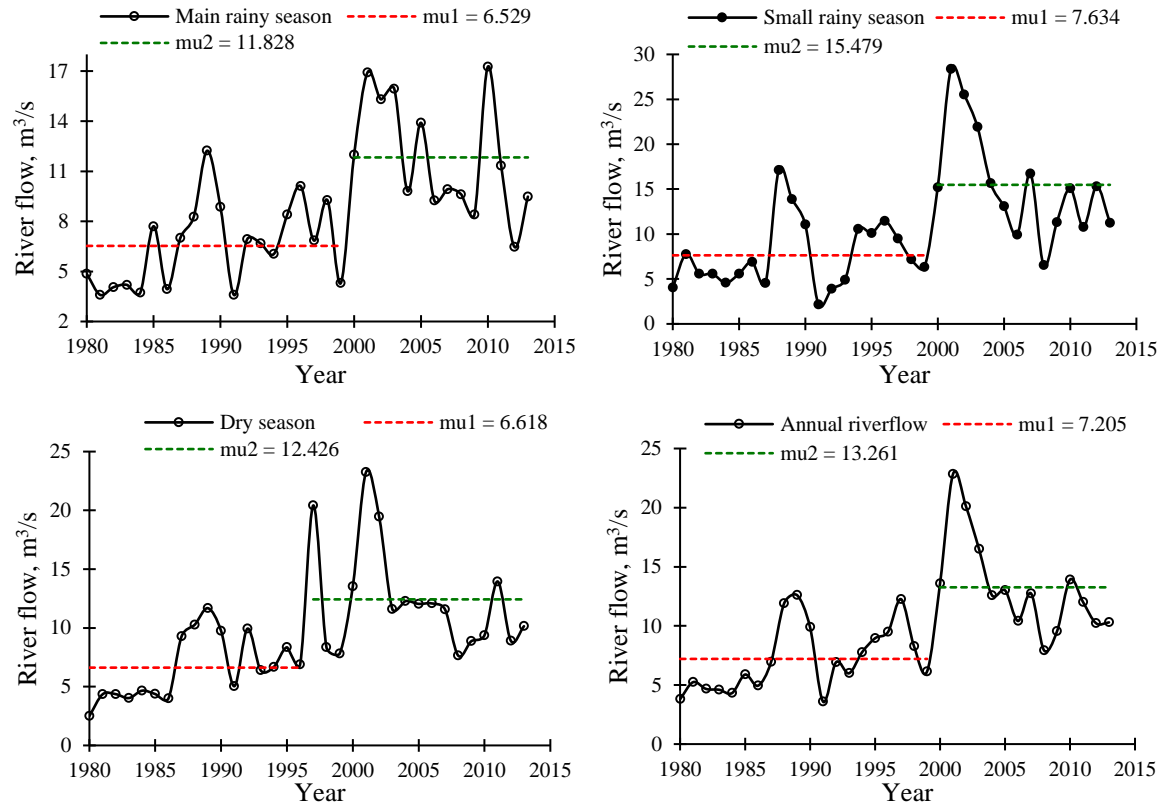 Main rainy season mu1 = 6.529
mu2 = 11.828
River flow, m³/s
17
14
11
8
5
2
1980 1985 1990 1995 2000 2005 2010 2015
Year
Small rainy season mu1 = 7.634
mu2 = 15.479
River flow, m³/s
30
25
20
15
10
5
0
1980 1985 1990 1995 2000 2005 2010 2015
Year
Dry season mu1 = 6.618
mu2 = 12.426
River flow, m³/s
25
20
15
10
5
0
1980 1985 1990 1995 2000 2005 2010 2015
Year
Annual riverflow mu1 = 7.205
mu2 = 13.261
River flow, m³/s
25
20
15
10
5
0
1980 1985 1990 1995 2000 2005 2010 2015
Year